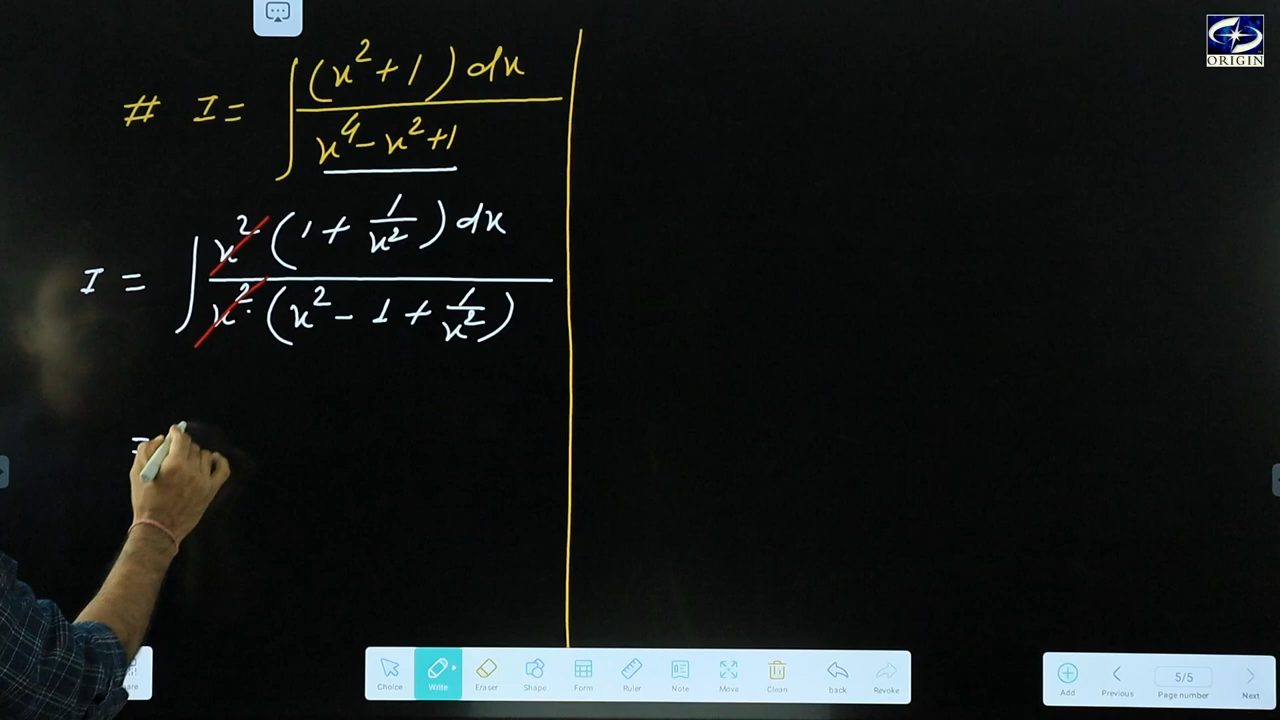 # I = ∫ (x²+1) dx / x⁴-x²+1
I = ∫ x² (1 + 1/x²) dx / x² (x² - 1 + 1/x²)
ORIGIN
Choice Write Eraser Shape Form Ruler Note Move Clean back Revoke
Add Previous 5/5 Page number Next